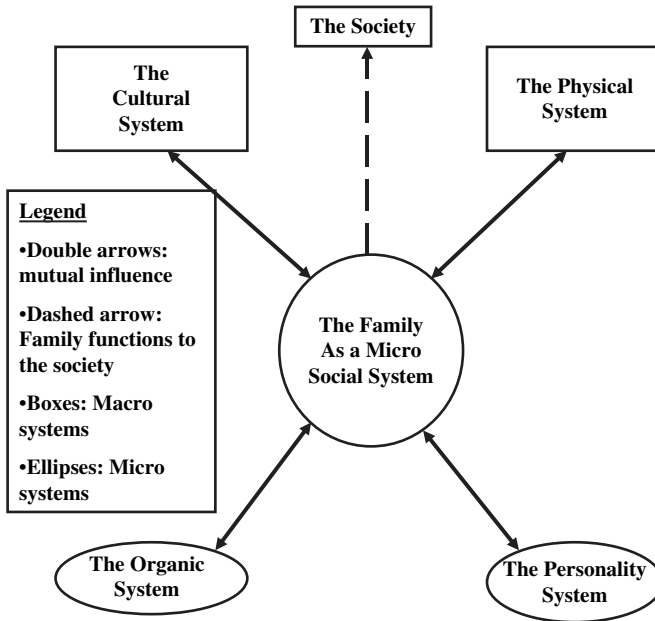 The Society
The
Cultural
System
The Physical
System
Legend
•Double arrows:
mutual influence
•Dashed arrow:
Family functions to
the society
•Boxes: Macro
systems
•Ellipses: Micro
systems
The Family
As a Micro
Social System
The Organic
System
The Personality
System